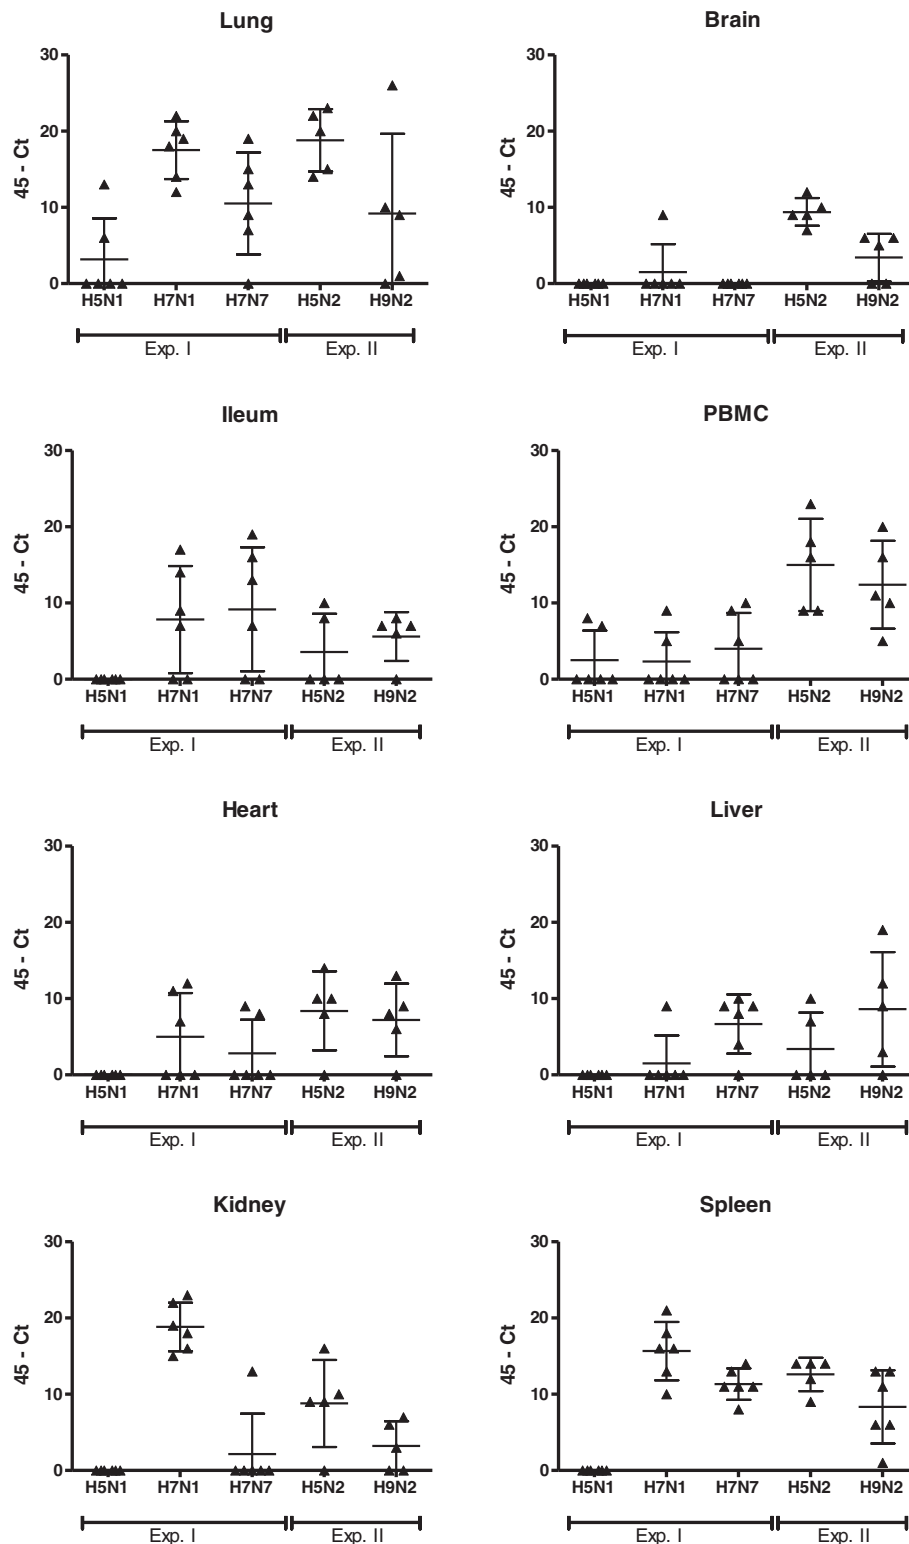 Lung
30
20
10
0
45 - Ct
H5N1 H7N1 H7N7 H5N2 H9N2
Exp. I Exp. II
Brain
30
20
10
0
45 - Ct
H5N1 H7N1 H7N7 H5N2 H9N2
Exp. I Exp. II
Ileum
30
20
10
0
45 - Ct
H5N1 H7N1 H7N7 H5N2 H9N2
Exp. I Exp. II
PBMC
30
20
10
0
45 - Ct
H5N1 H7N1 H7N7 H5N2 H9N2
Exp. I Exp. II
Heart
30
20
10
0
45 - Ct
H5N1 H7N1 H7N7 H5N2 H9N2
Exp. I Exp. II
Liver
30
20
10
0
45 - Ct
H5N1 H7N1 H7N7 H5N2 H9N2
Exp. I Exp. II
Kidney
30
20
10
0
45 - Ct
H5N1 H7N1 H7N7 H5N2 H9N2
Exp. I Exp. II
Spleen
30
20
10
0
45 - Ct
H5N1 H7N1 H7N7 H5N2 H9N2
Exp. I Exp. II